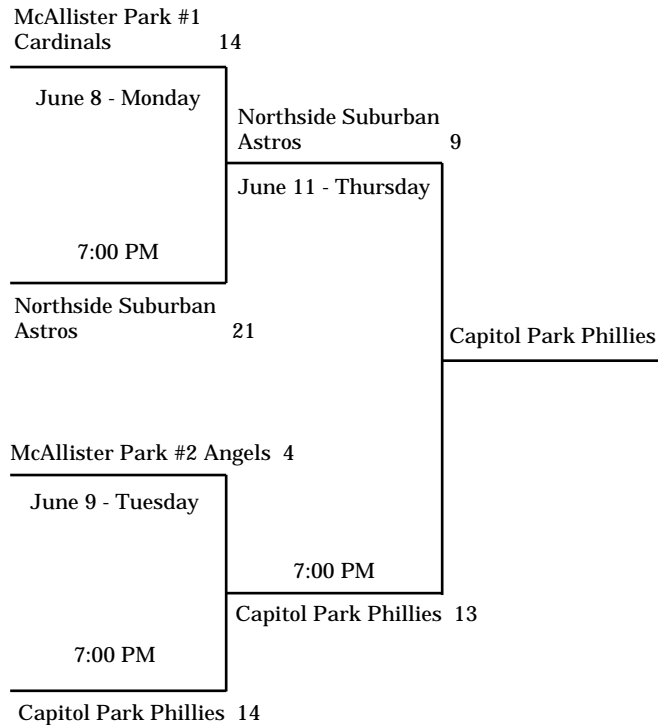 McAllister Park #1
Cardinals 14
June 8 - Monday
Northside Suburban
Astros 9
June 11 - Thursday
7:00 PM
Northside Suburban
Astros 21
Capitol Park Phillies
McAllister Park #2 Angels 4
June 9 - Tuesday
7:00 PM
Capitol Park Phillies 13
7:00 PM
Capitol Park Phillies 14